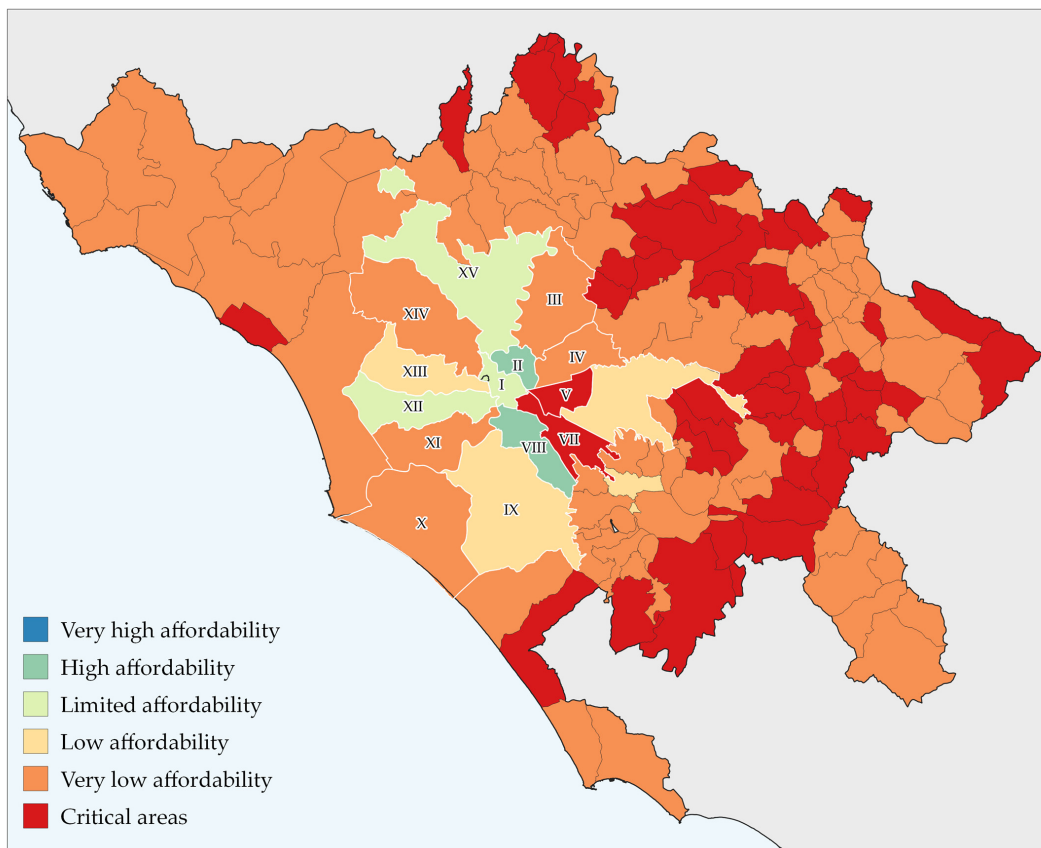 XV
III
XIV
IV
II
XIII
I
V
XII
VII
XI
VIII
IX
X
Very high affordability
High affordability
Limited affordability
Low affordability
Very low affordability
Critical areas